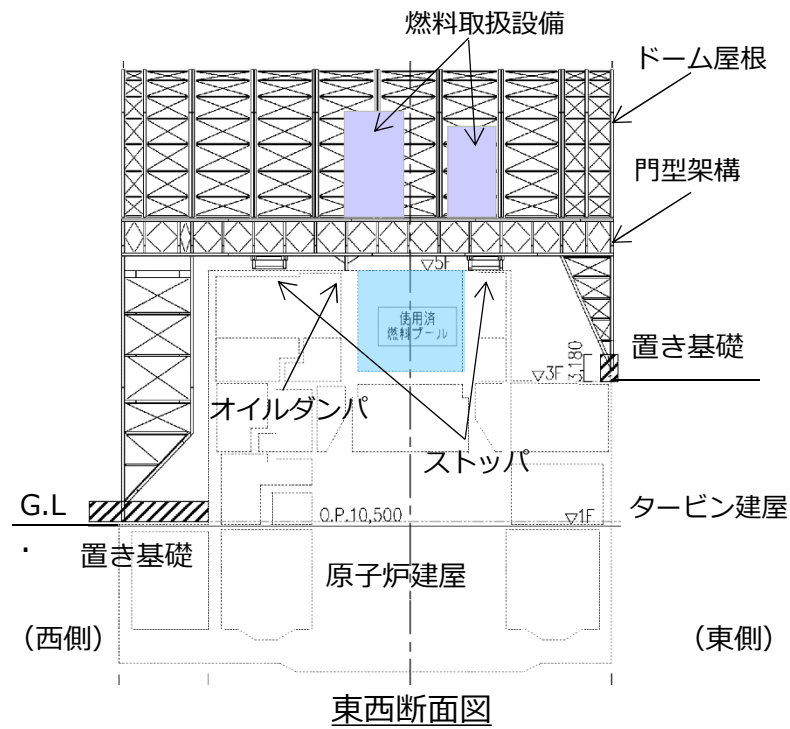 燃料取扱設備
ドーム屋根
門型架構
▽5F
使用済
燃料プール
置き基礎
3,180
▽3F
オイルダンパ
ストッパ
G.L
.
O.P.10,500
▽1F
タービン建屋
置き基礎
原子炉建屋
(西側)
(東側)
東西断面図